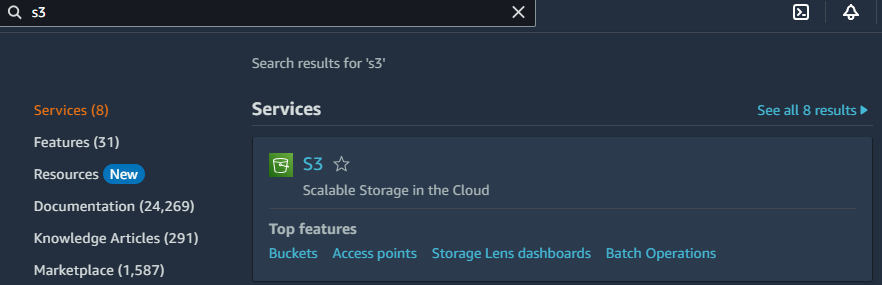 s3
Search results for 's3'
Services (8)
Features (31)
Resources New
Documentation (24,269)
Knowledge Articles (291)
Marketplace (1,587)
Services
See all 8 results
S3
Scalable Storage in the Cloud
Top features
Buckets Access points Storage Lens dashboards Batch Operations